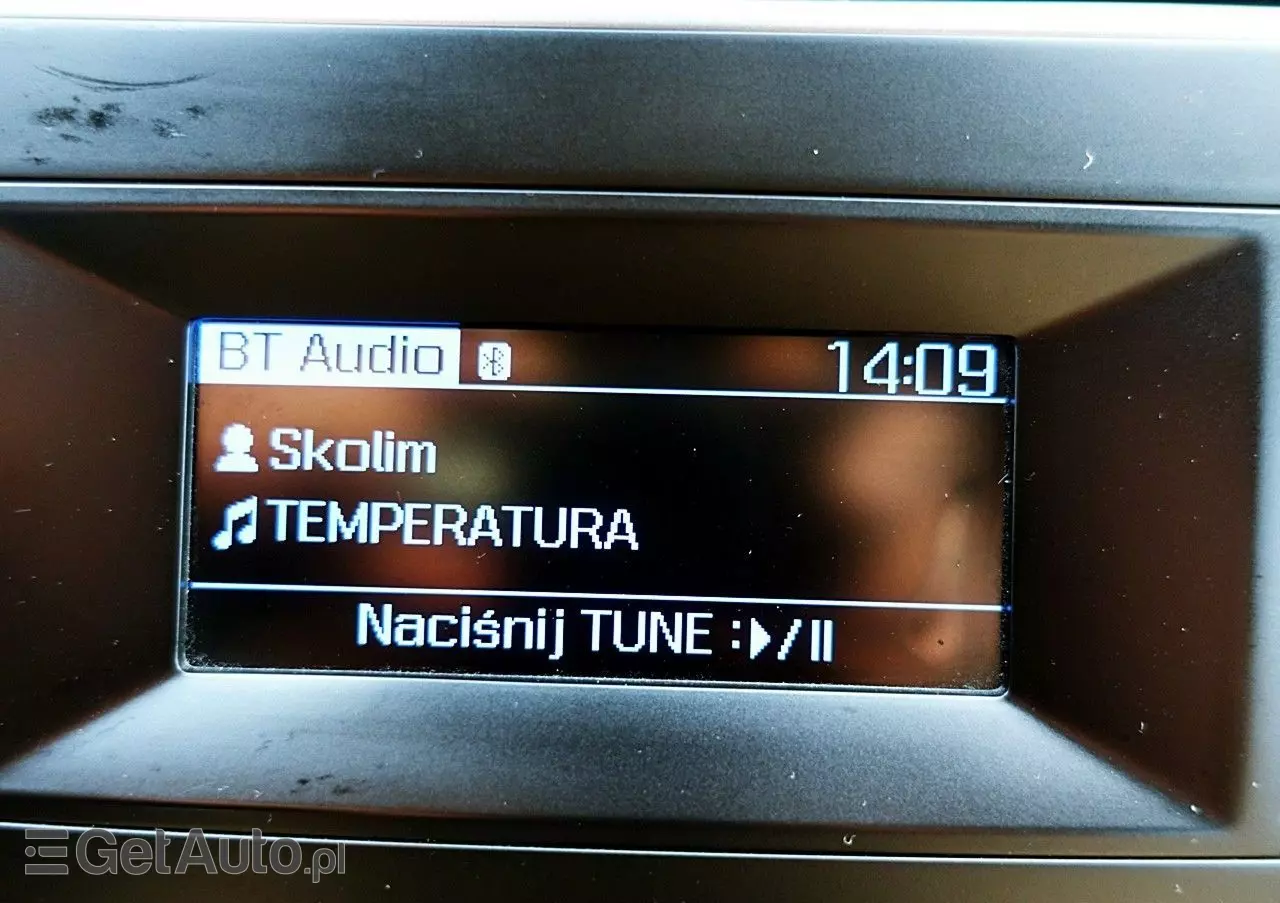 BT Audio 14:09
Skolim
TEMPERATURA
Naciśnij TUNE :▶/II
GetAuto.pl